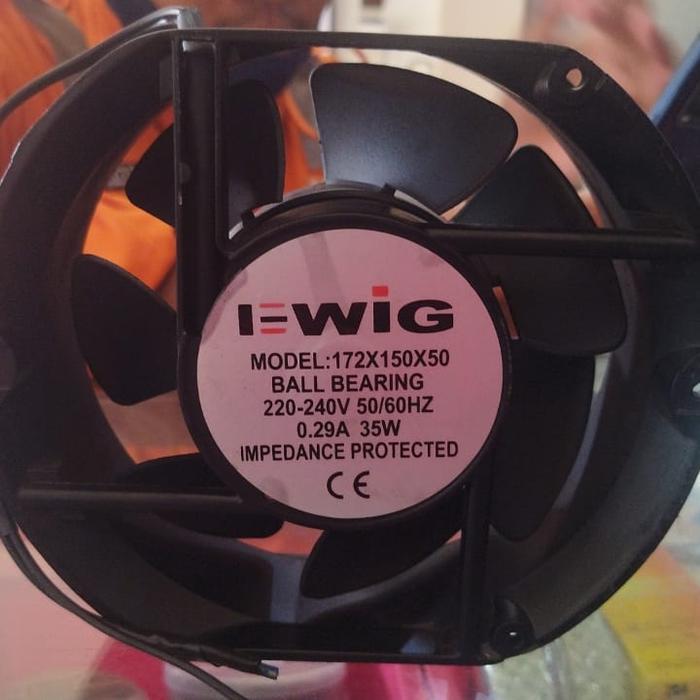 EWiG
MODEL:172X150X50
BALL BEARING
220-240V 50/60HZ
0.29A 35W
IMPEDANCE PROTECTED
CE